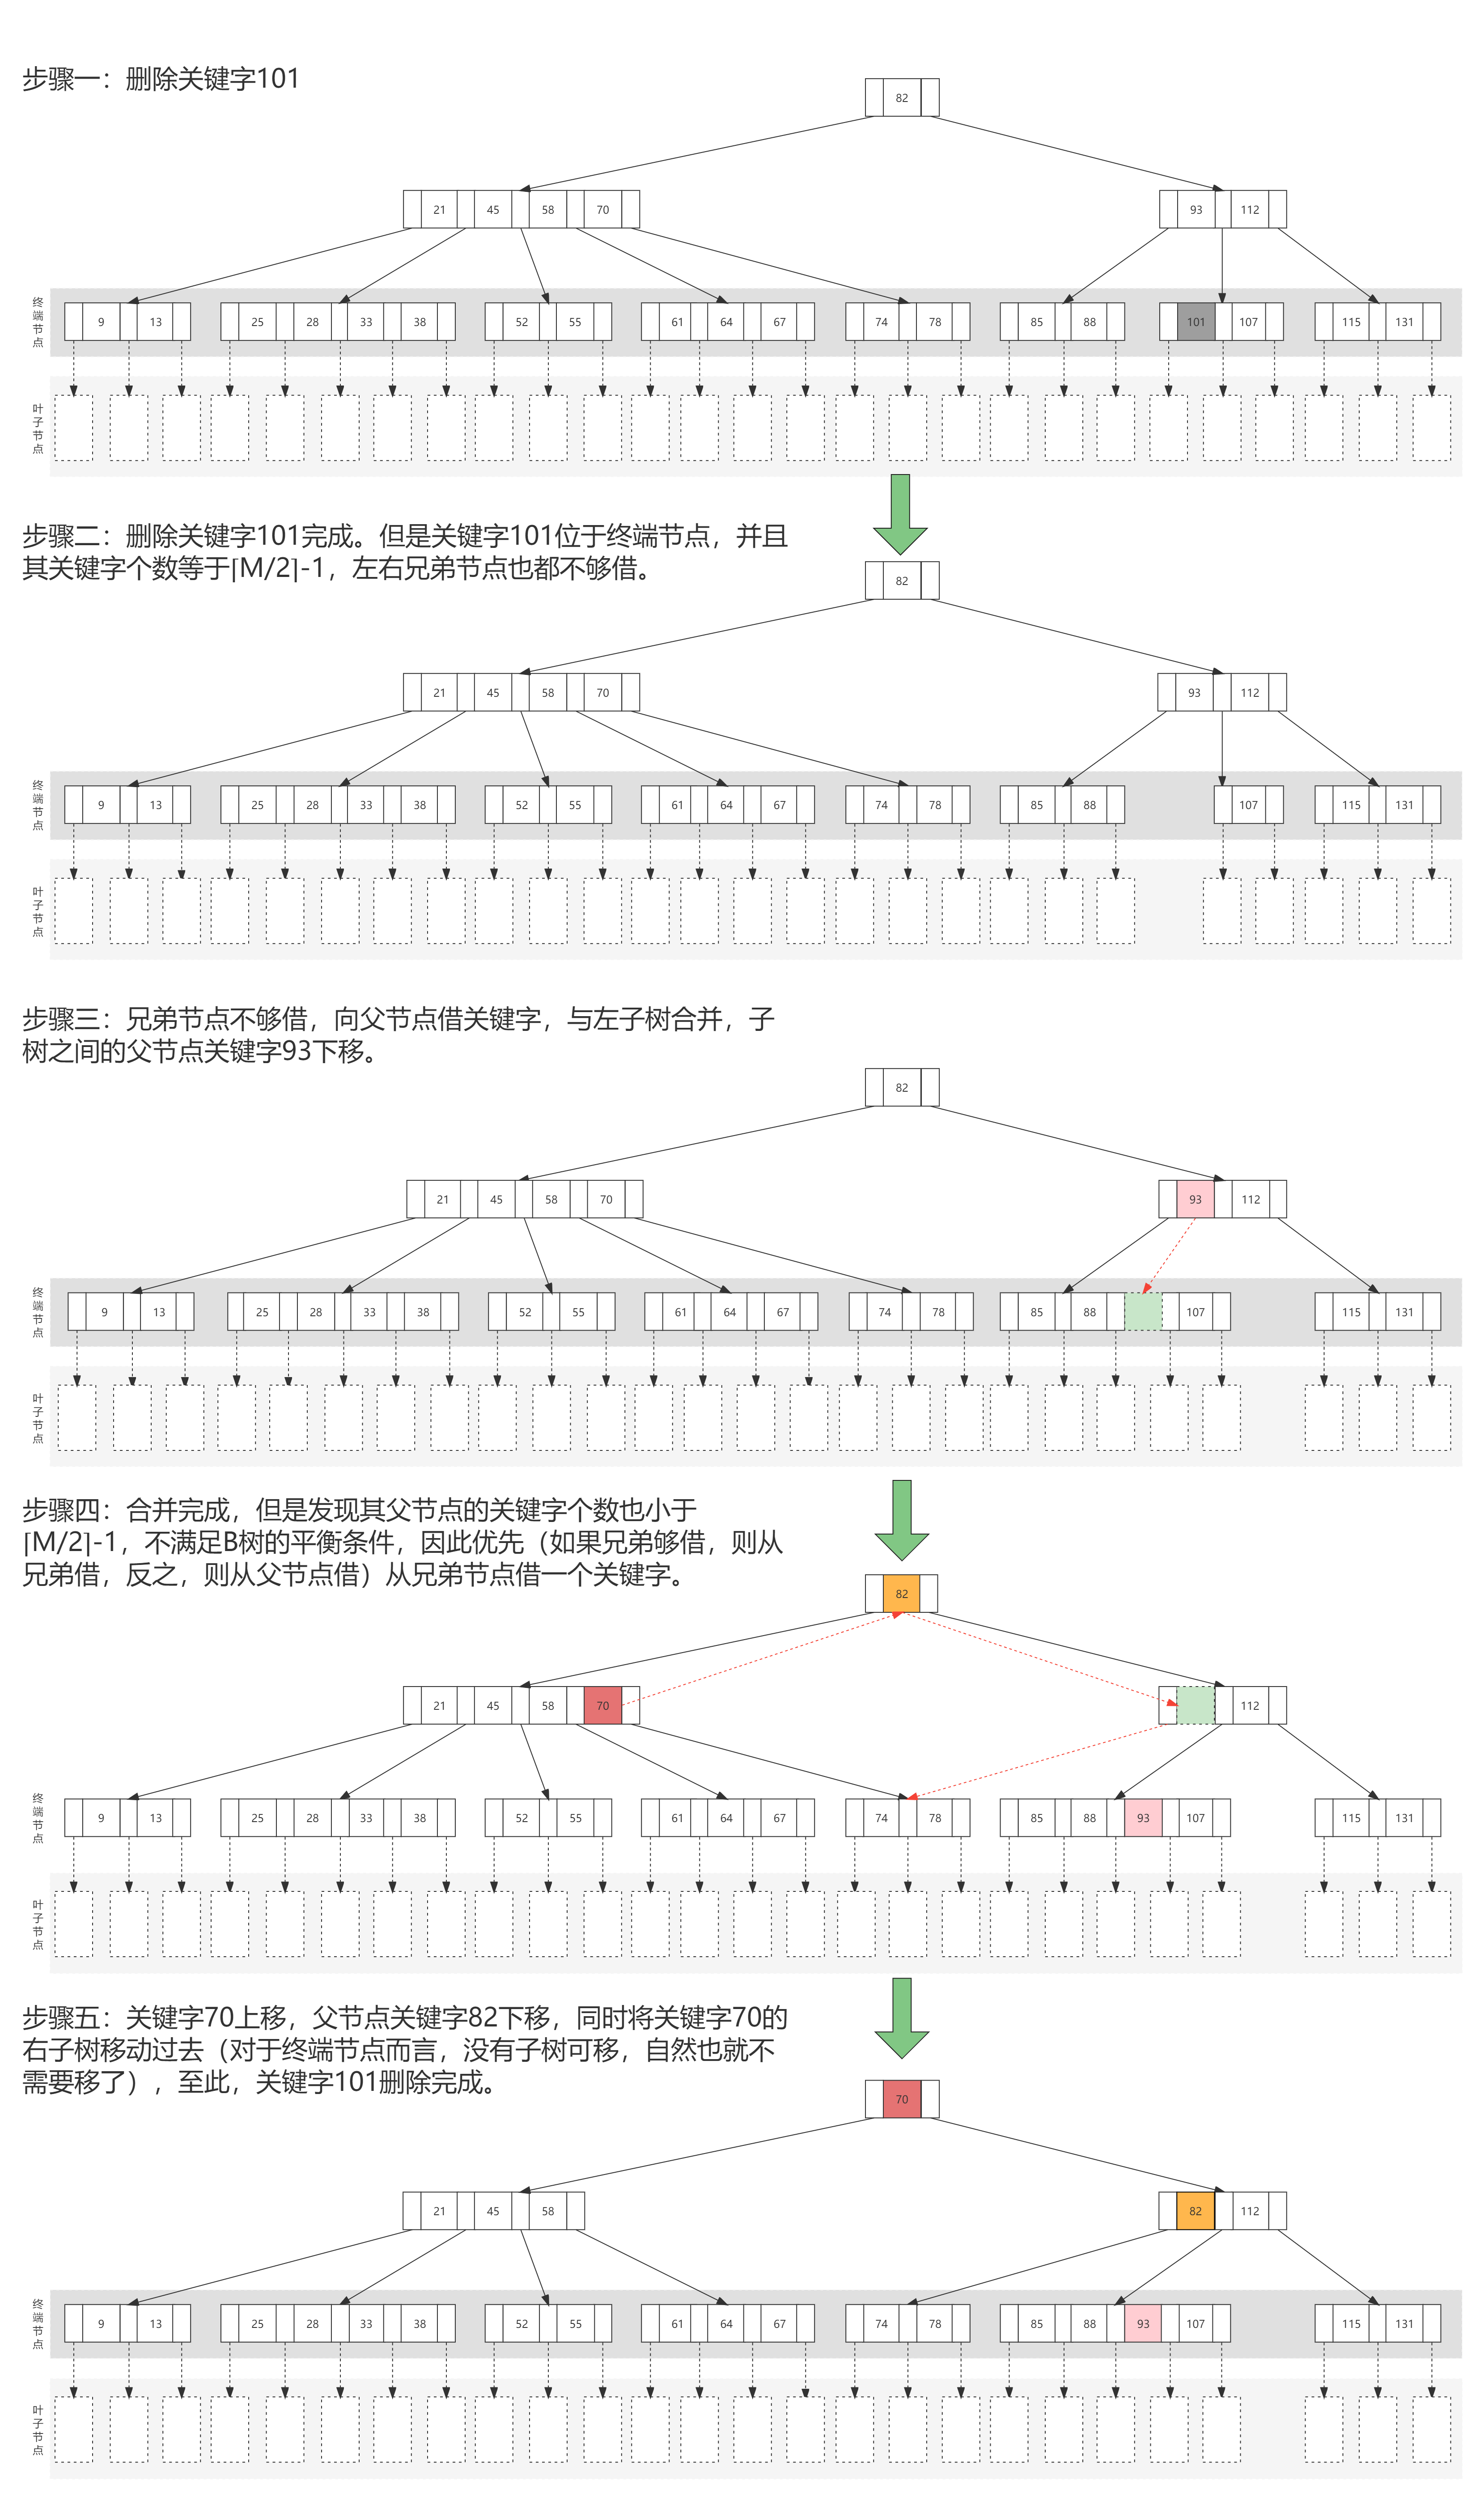 步骤一：删除关键字101
82
21 45 58 70 93 112
终端节点
9 13 25 28 33 38 52 55 61 64 67 74 78 85 88 101 107 115 131
叶子节点
步骤二：删除关键字101完成。但是关键字101位于终端节点，并且
其关键字个数等于⌈M/2⌉-1，左右兄弟节点也都不够借。
82
21 45 58 70 93 112
终端节点
9 13 25 28 33 38 52 55 61 64 67 74 78 85 88 107 115 131
叶子节点
步骤三：兄弟节点不够借，向父节点借关键字，与左子树合并，子
树之间的父节点关键字93下移。
82
21 45 58 70 93 112
终端节点
9 13 25 28 33 38 52 55 61 64 67 74 78 85 88 107 115 131
叶子节点
步骤四：合并完成，但是发现其父节点的关键字个数也小于
⌈M/2⌉-1，不满足B树的平衡条件，因此优先（如果兄弟够借，则从
兄弟借，反之，则从父节点借）从兄弟节点借一个关键字。
82
21 45 58 70 112
终端节点
9 13 25 28 33 38 52 55 61 64 67 74 78 85 88 93 107 115 131
叶子节点
步骤五：关键字70上移，父节点关键字82下移，同时将关键字70的
右子树移动过去（对于终端节点而言，没有子树可移，自然也就不
需要移了），至此，关键字101删除完成。
70
21 45 58 82 112
终端节点
9 13 25 28 33 38 52 55 61 64 67 74 78 85 88 93 107 115 131
叶子节点